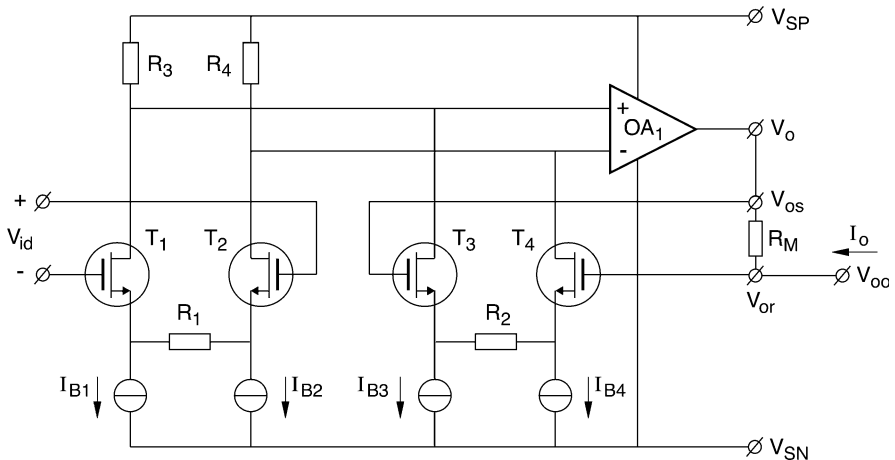 V_SP
R_3 R_4
+ OA_1 V_o
-
+ V_os
V_id T_1 T_2 T_3 T_4 R_M I_o
- V_or V_oo
R_1 R_2
I_B1 I_B2 I_B3 I_B4
V_SN